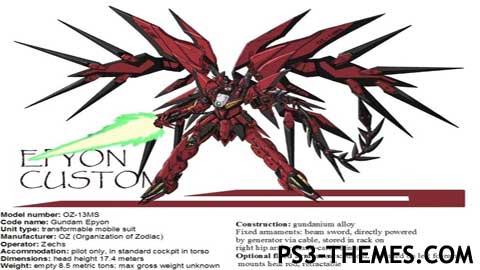 EPYON
CUSTOM
Model number: OZ-13MS
Code name: Gundam Epyon
Unit type: transformable mobile suit
Manufacturer: OZ (Organization of Zodiac)
Operator: Zechs
Accommodation: pilot only, in standard cockpit in torso
Dimensions: head height 17.4 meters
Weight: empty 8.5 metric tons; max gross weight unknown
Construction: gundanium alloy
Fixed armaments: beam sword, directly powered
by generator via cable, stored in rack on
right hip
Optional
mounts heat rod, retractable
PS3-THEMES.COM